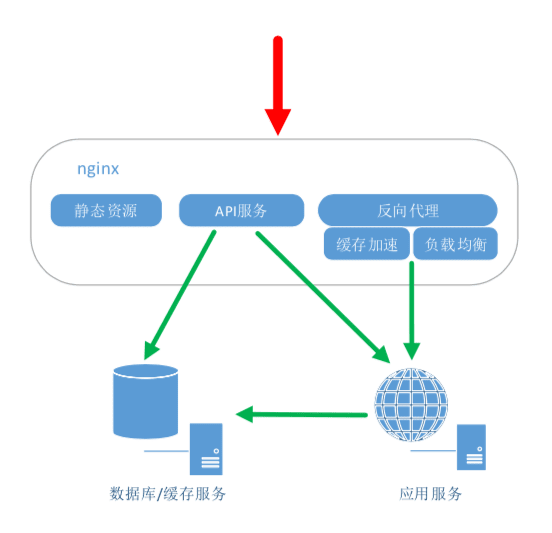 nginx
静态资源
API服务
反向代理
缓存加速
负载均衡
数据库/缓存服务
应用服务